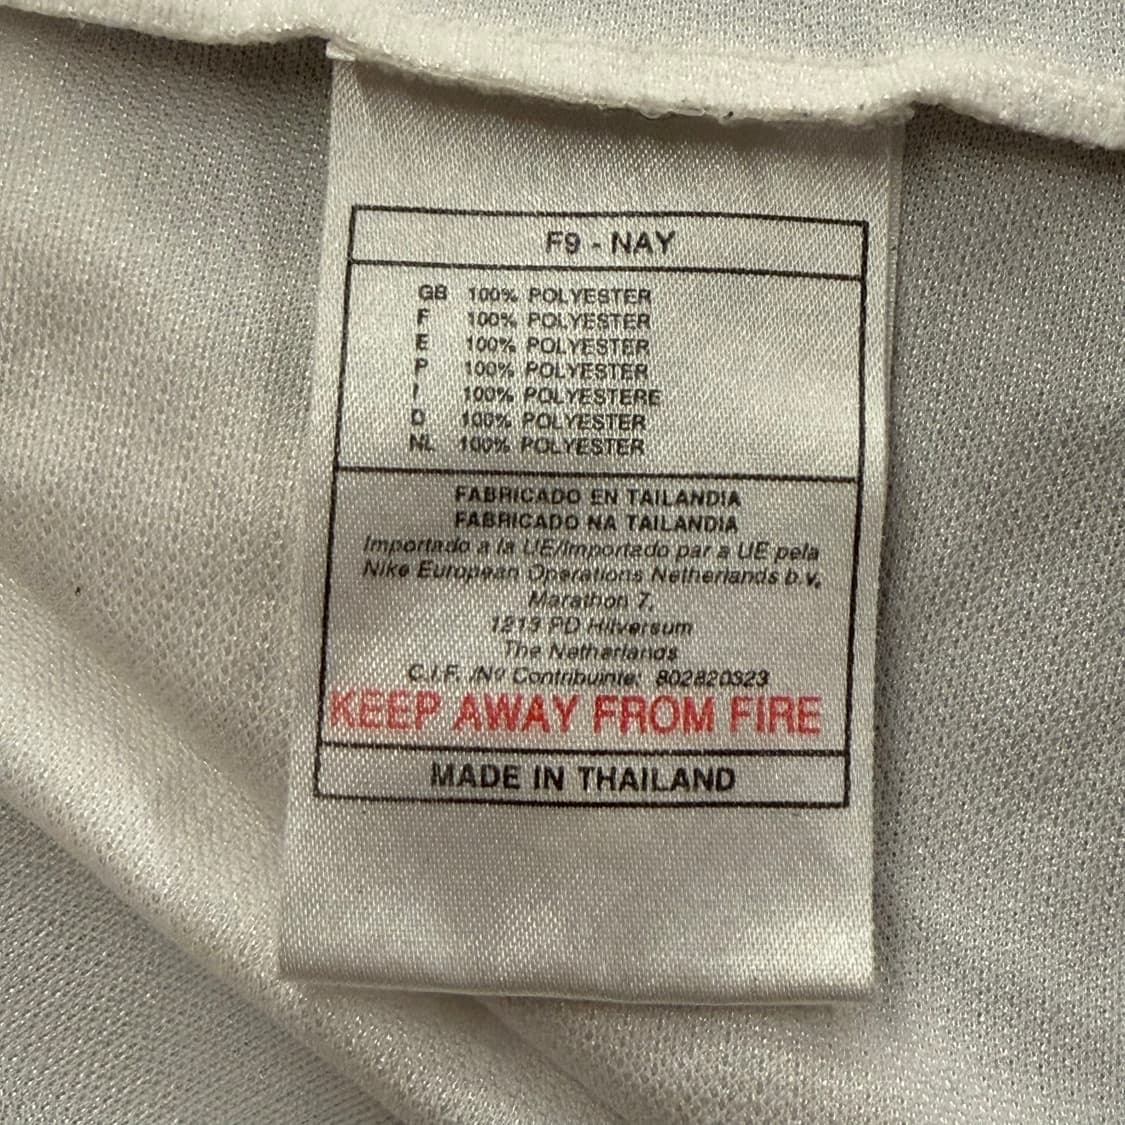 F9 - NAY
GB 100% POLYESTER
F 100% POLYESTER
E 100% POLYESTER
P 100% POLYESTER
I 100% POLYESTERE
D 100% POLYESTER
NL 100% POLYESTER
FABRICADO EN TAILANDIA
FABRICADO NA TAILANDIA
Importado a la UE/Importado par a UE pela
Nike European Operations Netherlands b.v.
Marathon 7,
1213 PD Hilversum
The Netherlands
C.I.F. /Nº Contribuinte: 802820323
KEEP AWAY FROM FIRE
MADE IN THAILAND